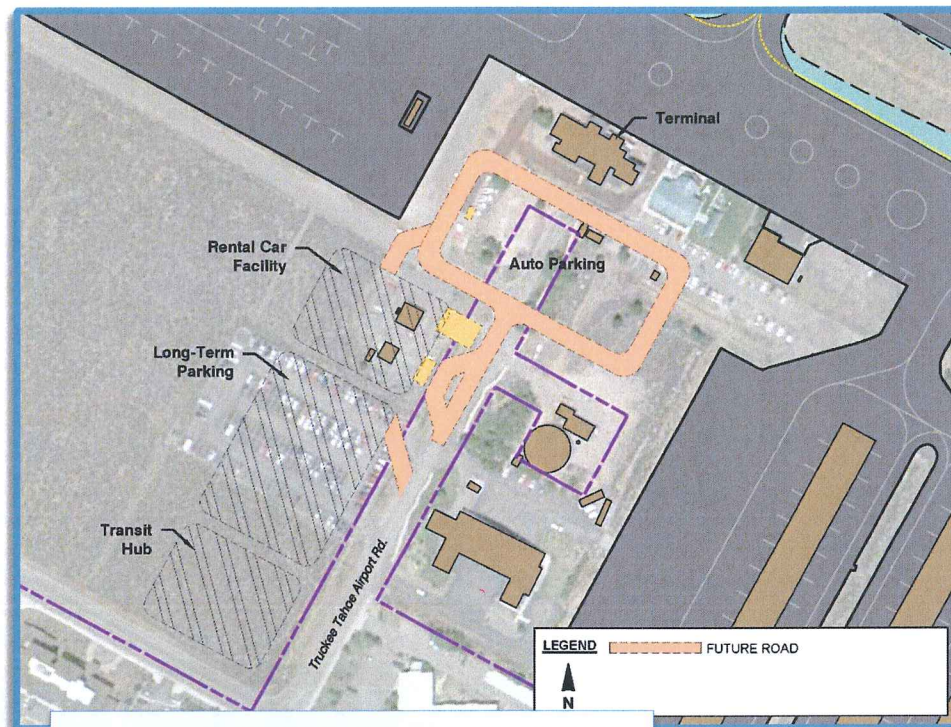 Terminal
Rental Car
Facility
Auto Parking
Long-Term
Parking
Transit
Hub
Truckee Tahoe Airport Rd.
LEGEND
FUTURE ROAD
N